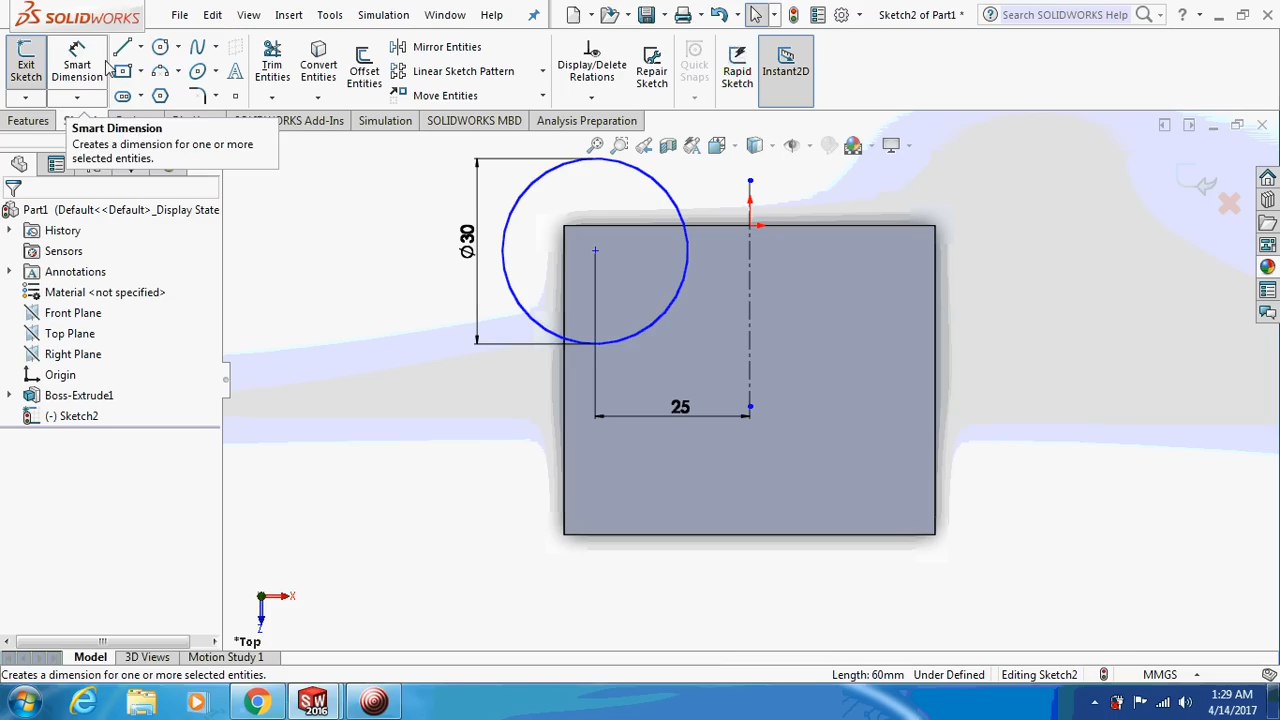 SOLIDWORKS File Edit View Insert Tools Simulation Window Help Sketch2 of Part1 * Search SOLIDWORKS Help ?
Exit Sketch
Smart Dimension
Trim Entities
Convert Entities
Offset Entities
Mirror Entities
Linear Sketch Pattern
Move Entities
Display/Delete Relations
Repair Sketch
Quick Snaps
Rapid Sketch
Instant2D
Features SOLIDWORKS Add-Ins Simulation SOLIDWORKS MBD Analysis Preparation
Smart Dimension
Creates a dimension for one or more
selected entities.
Part1 (Default<<Default>_Display State
History
Sensors
Annotations
Material <not specified>
Front Plane
Top Plane
Right Plane
Origin
Boss-Extrude1
(-) Sketch2
Ø30
25
X
Z
*Top
Model 3D Views Motion Study 1
Creates a dimension for one or more selected entities. Length: 60mm Under Defined Editing Sketch2 MMGS
SW 2016
1:29 AM
4/14/2017